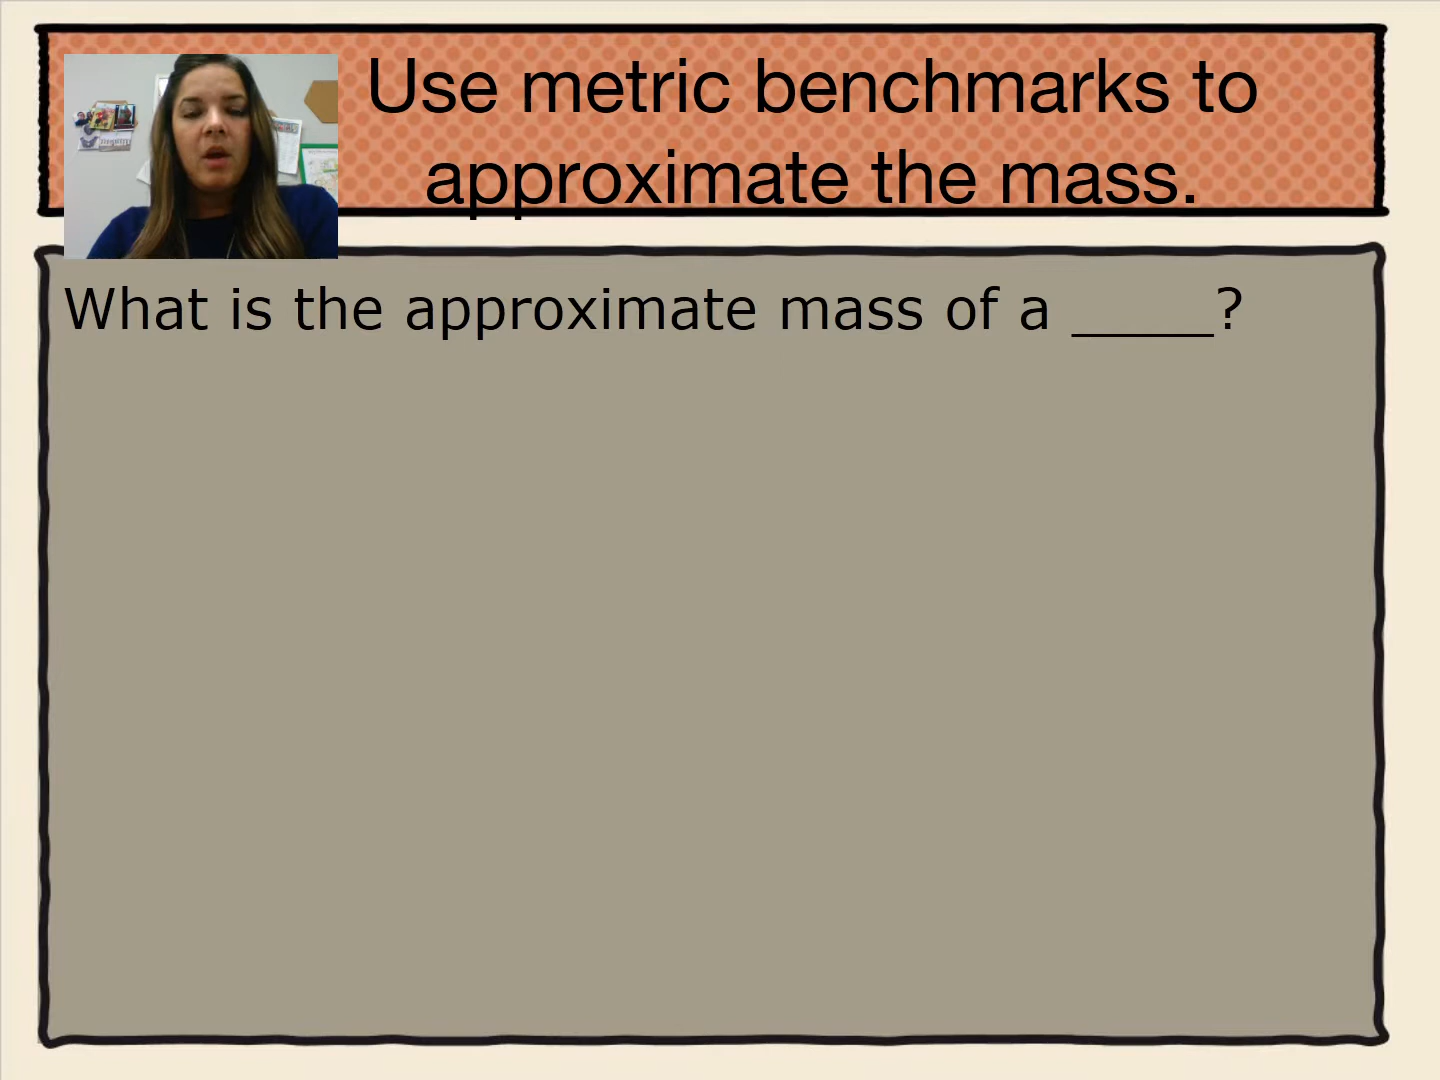 Use metric benchmarks to
approximate the mass.
What is the approximate mass of a _____?